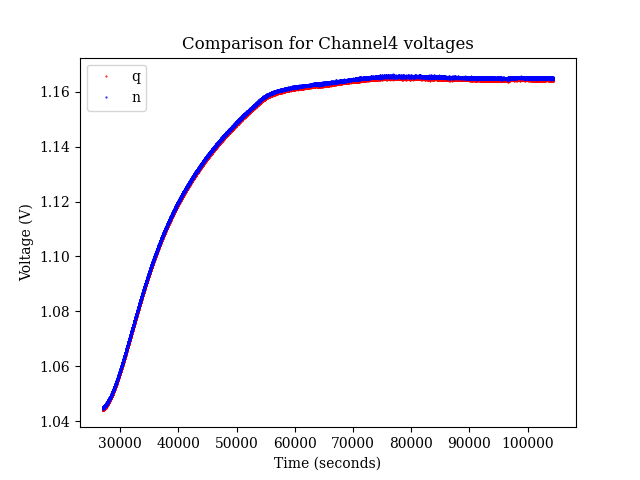 Comparison for Channel4 voltages
q
n
1.16
1.14
1.12
1.10
1.08
1.06
1.04
Voltage (V)
30000 40000 50000 60000 70000 80000 90000 100000
Time (seconds)